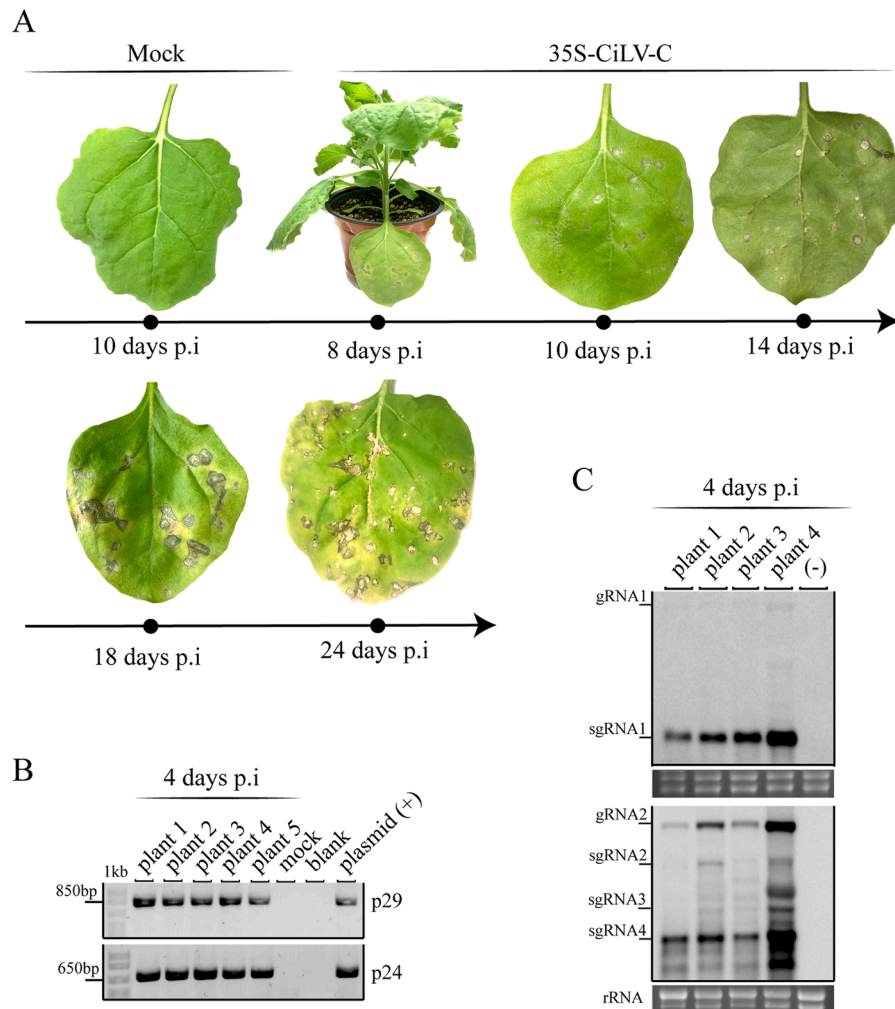 A
Mock
35S-CiLV-C
10 days p.i
8 days p.i
10 days p.i
14 days p.i
18 days p.i
24 days p.i
B
4 days p.i
1kb
plant 1
plant 2
plant 3
plant 4
plant 5
mock
blank
plasmid (+)
850bp
p29
650bp
p24
C
4 days p.i
plant 1
plant 2
plant 3
plant 4
(-)
gRNA1
sgRNA1
gRNA2
sgRNA2
sgRNA3
sgRNA4
rRNA